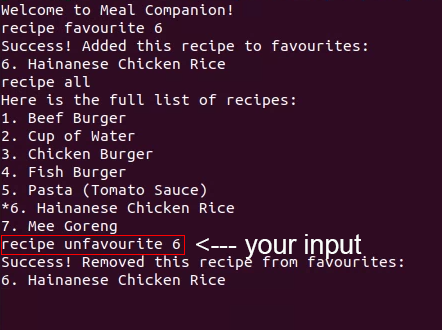 Welcome to Meal Companion!
recipe favourite 6
Success! Added this recipe to favourites:
6. Hainanese Chicken Rice
recipe all
Here is the full list of recipes:
1. Beef Burger
2. Cup of Water
3. Chicken Burger
4. Fish Burger
5. Pasta (Tomato Sauce)
*6. Hainanese Chicken Rice
7. Mee Goreng
recipe unfavourite 6 <--- your input
Success! Removed this recipe from favourites:
6. Hainanese Chicken Rice